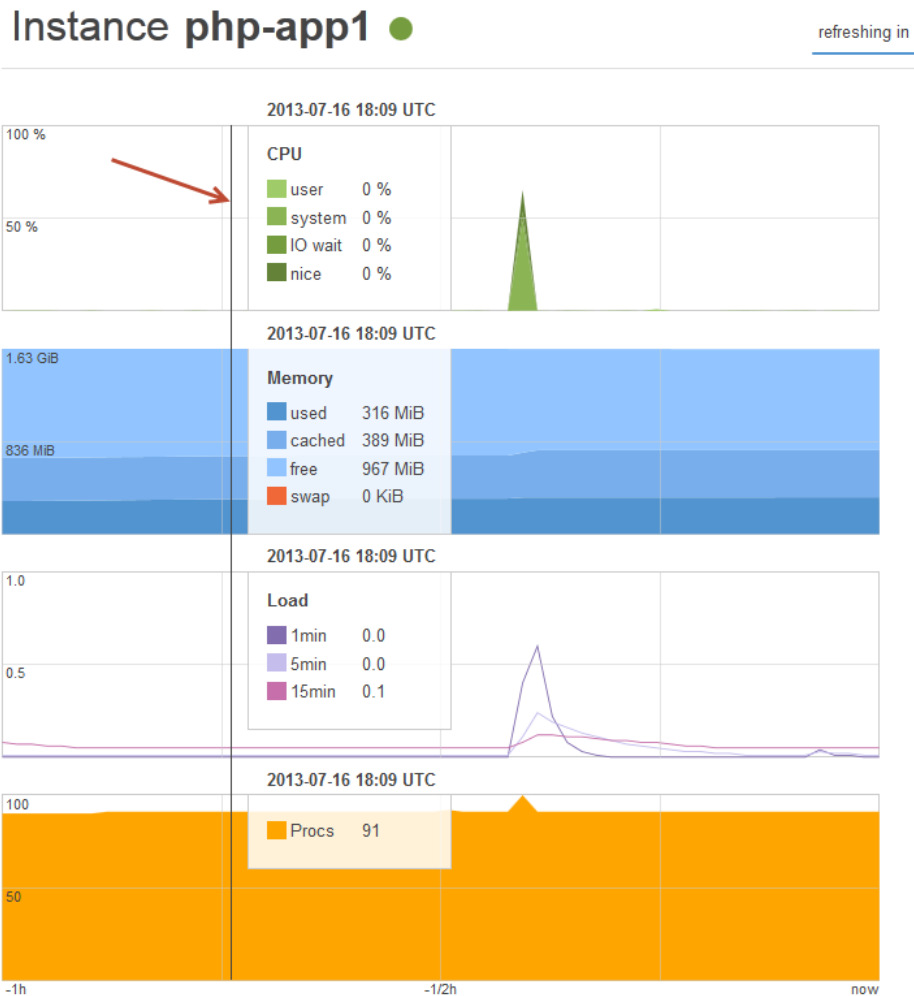 Instance php-app1
refreshing in
2013-07-16 18:09 UTC
100 %
CPU
user 0 %
system 0 %
50 %
IO wait 0 %
nice 0 %
2013-07-16 18:09 UTC
1.63 GiB
Memory
used 316 MiB
cached 389 MiB
836 MiB
free 967 MiB
swap 0 KiB
2013-07-16 18:09 UTC
1.0
Load
1min 0.0
5min 0.0
0.5
15min 0.1
2013-07-16 18:09 UTC
100
Procs 91
50
-1h -1/2h now